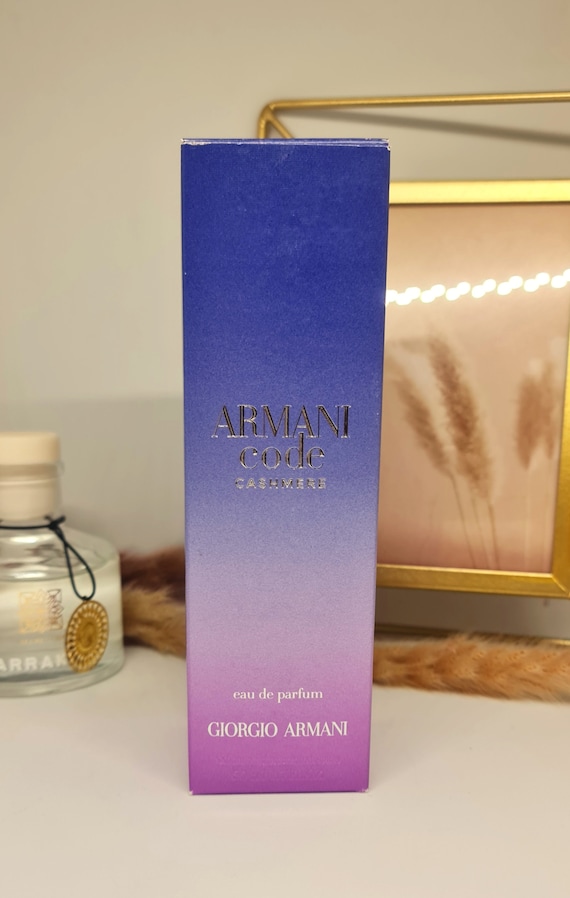 ARMANI
code
CASHMERE
eau de parfum
GIORGIO ARMANI